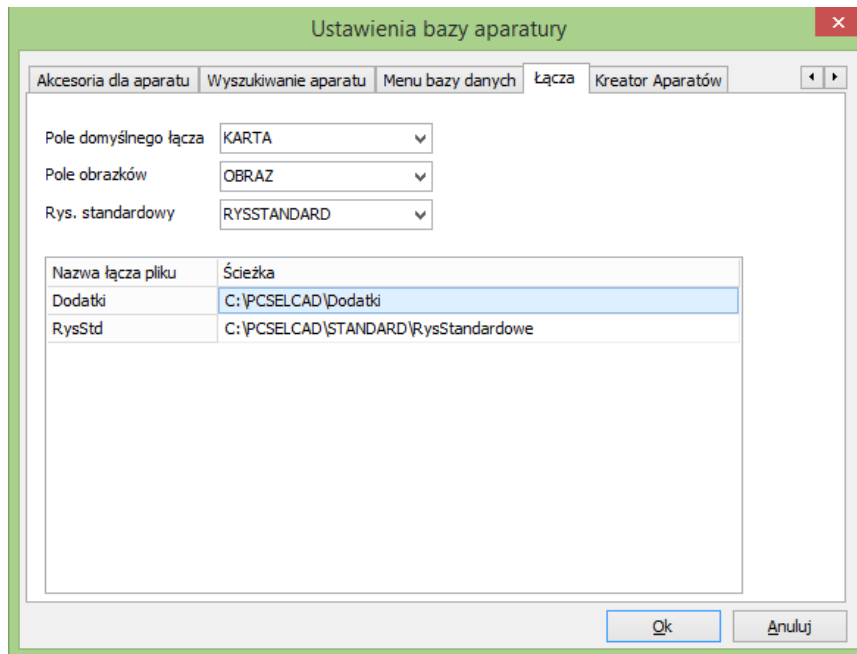 Ustawienia bazy aparatury
Akcesoria dla aparatu Wyszukiwanie aparatu Menu bazy danych Łącza Kreator Aparatów
Pole domyślnego łącza KARTA
Pole obrazków OBRAZ
Rys. standardowy RYSSTANDARD
Nazwa łącza pliku Ścieżka
Dodatki C:\PCSELCAD\Dodatki
RysStd C:\PCSELCAD\STANDARD\RysStandardowe
Ok Anuluj